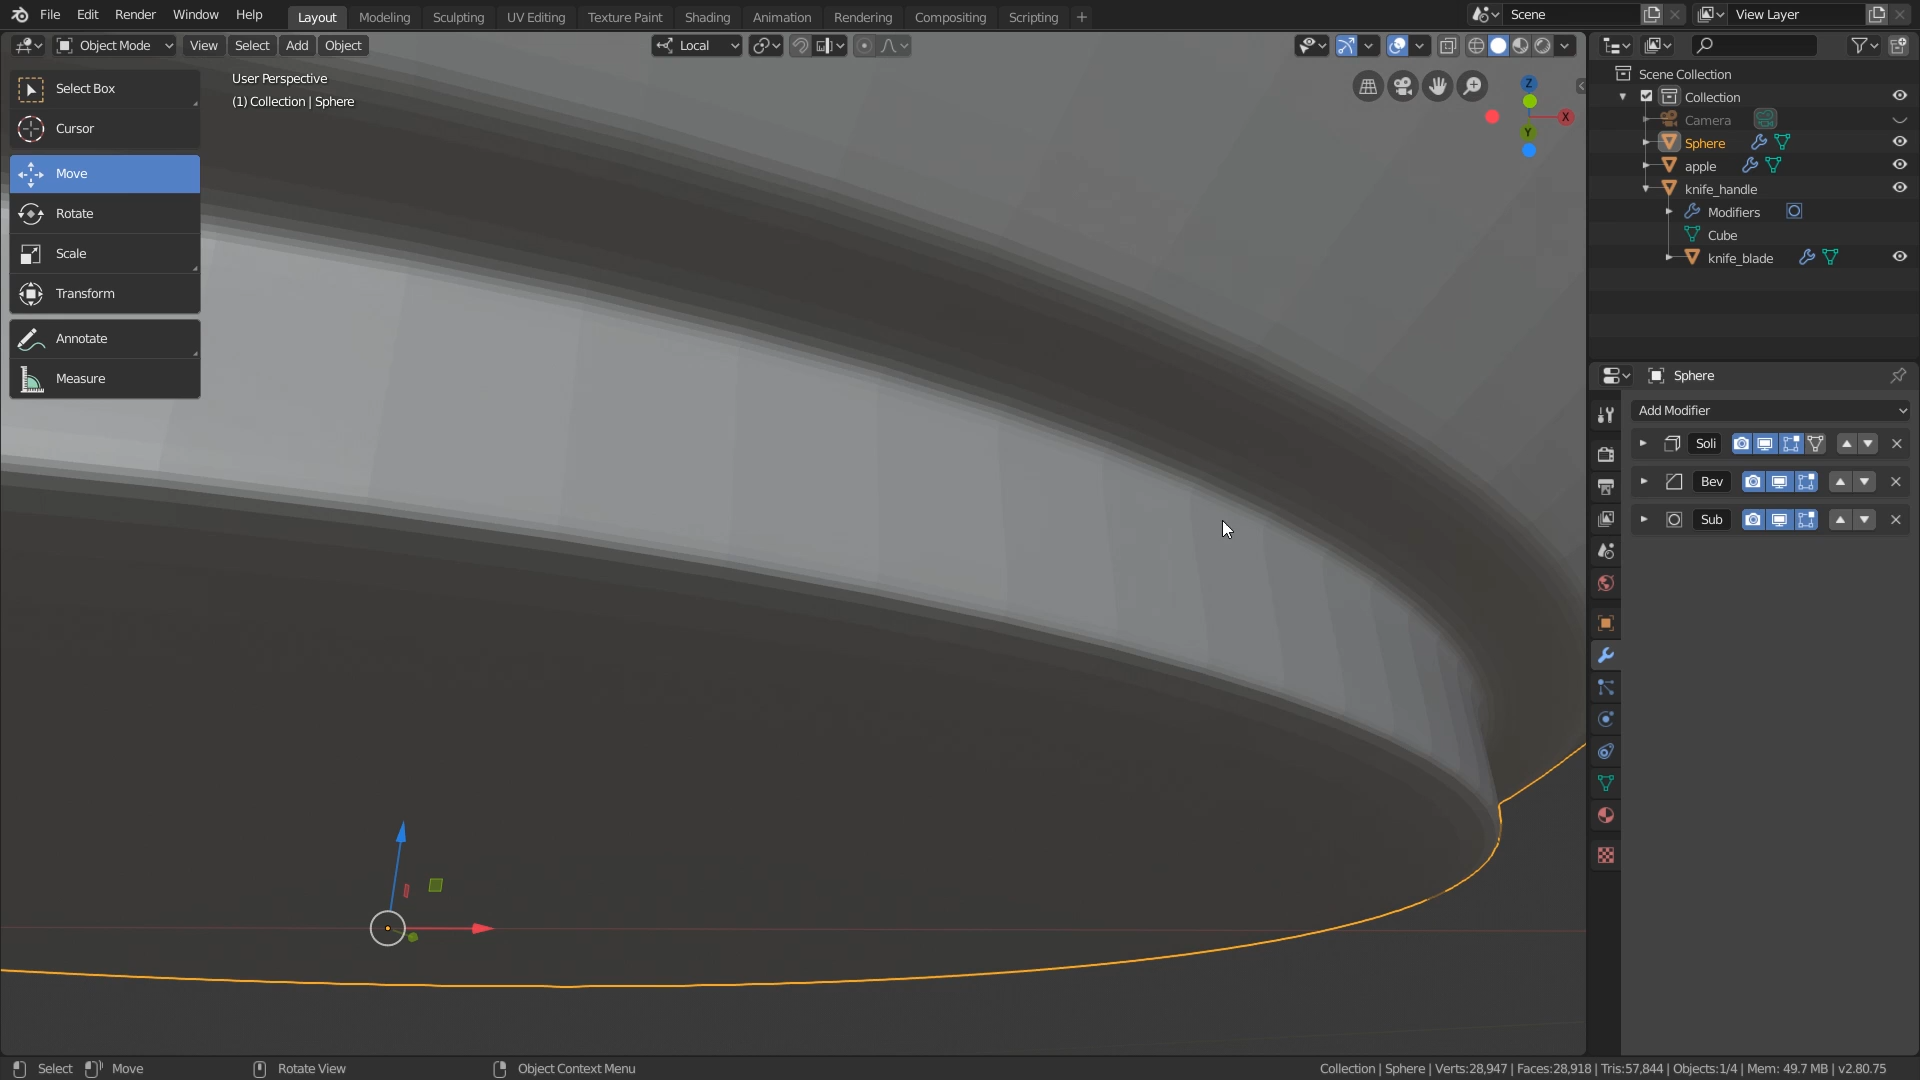 File Edit Render Window Help Layout Modeling Sculpting UV Editing Texture Paint Shading Animation Rendering Compositing Scripting + Scene View Layer
Object Mode View Select Add Object Local
Select Box
Cursor
Move
Rotate
Scale
Transform
Annotate
Measure
User Perspective
(1) Collection | Sphere
Z
X
Y
Scene Collection
Collection
Camera
Sphere
apple
knife_handle
Modifiers
Cube
knife_blade
Sphere
Add Modifier
Soli
Bev
Sub
Select Move Rotate View Object Context Menu Collection | Sphere | Verts:28,947 | Faces:28,918 | Tris:57,844 | Objects:1/4 | Mem: 49.7 MB | v2.80.75